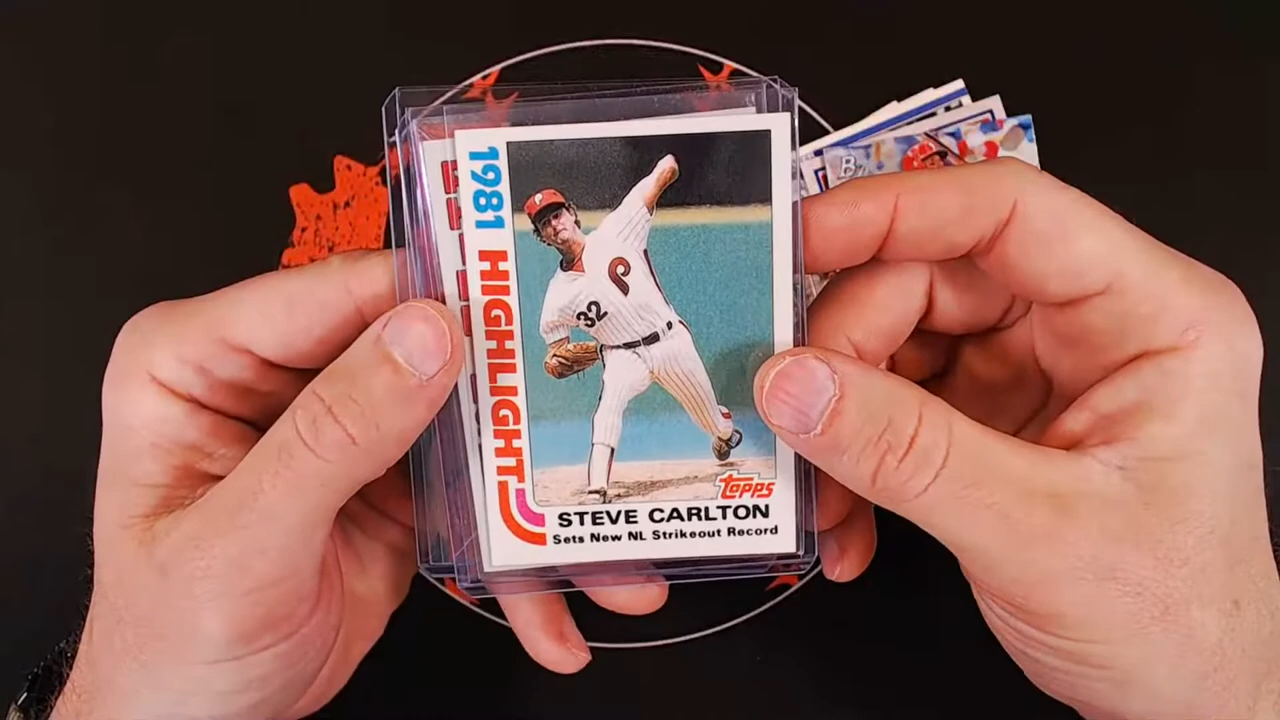 1981 HIGHLIGHT
P
P
32
topps
STEVE CARLTON
Sets New NL Strikeout Record
B